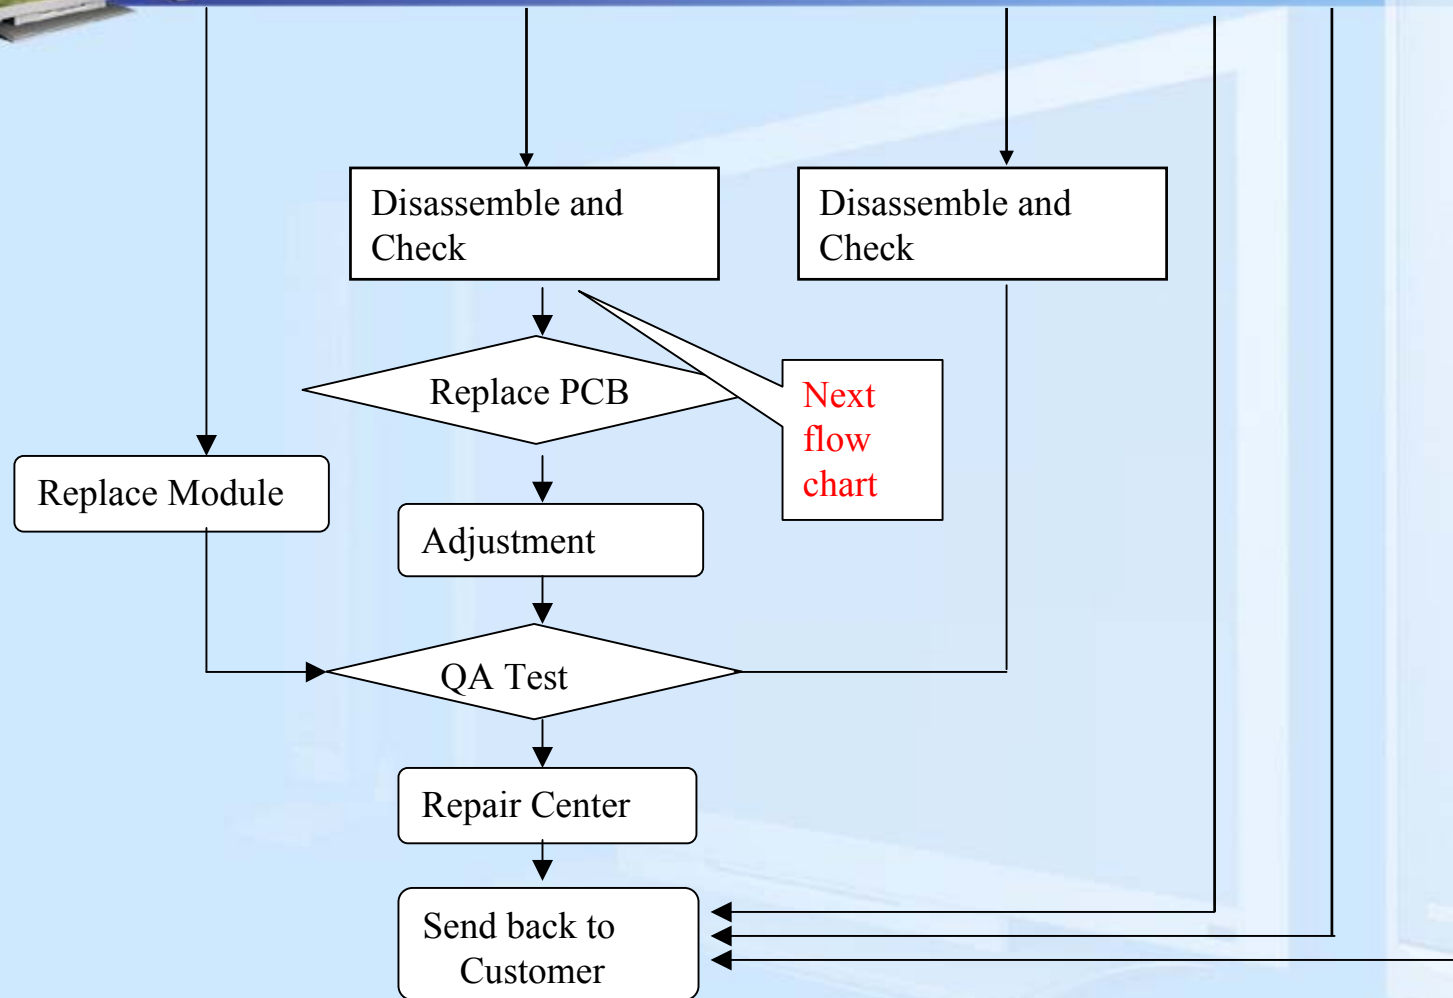 Disassemble and
Check
Disassemble and
Check
Replace PCB
Next
flow
chart
Replace Module
Adjustment
QA Test
Repair Center
Send back to
Customer